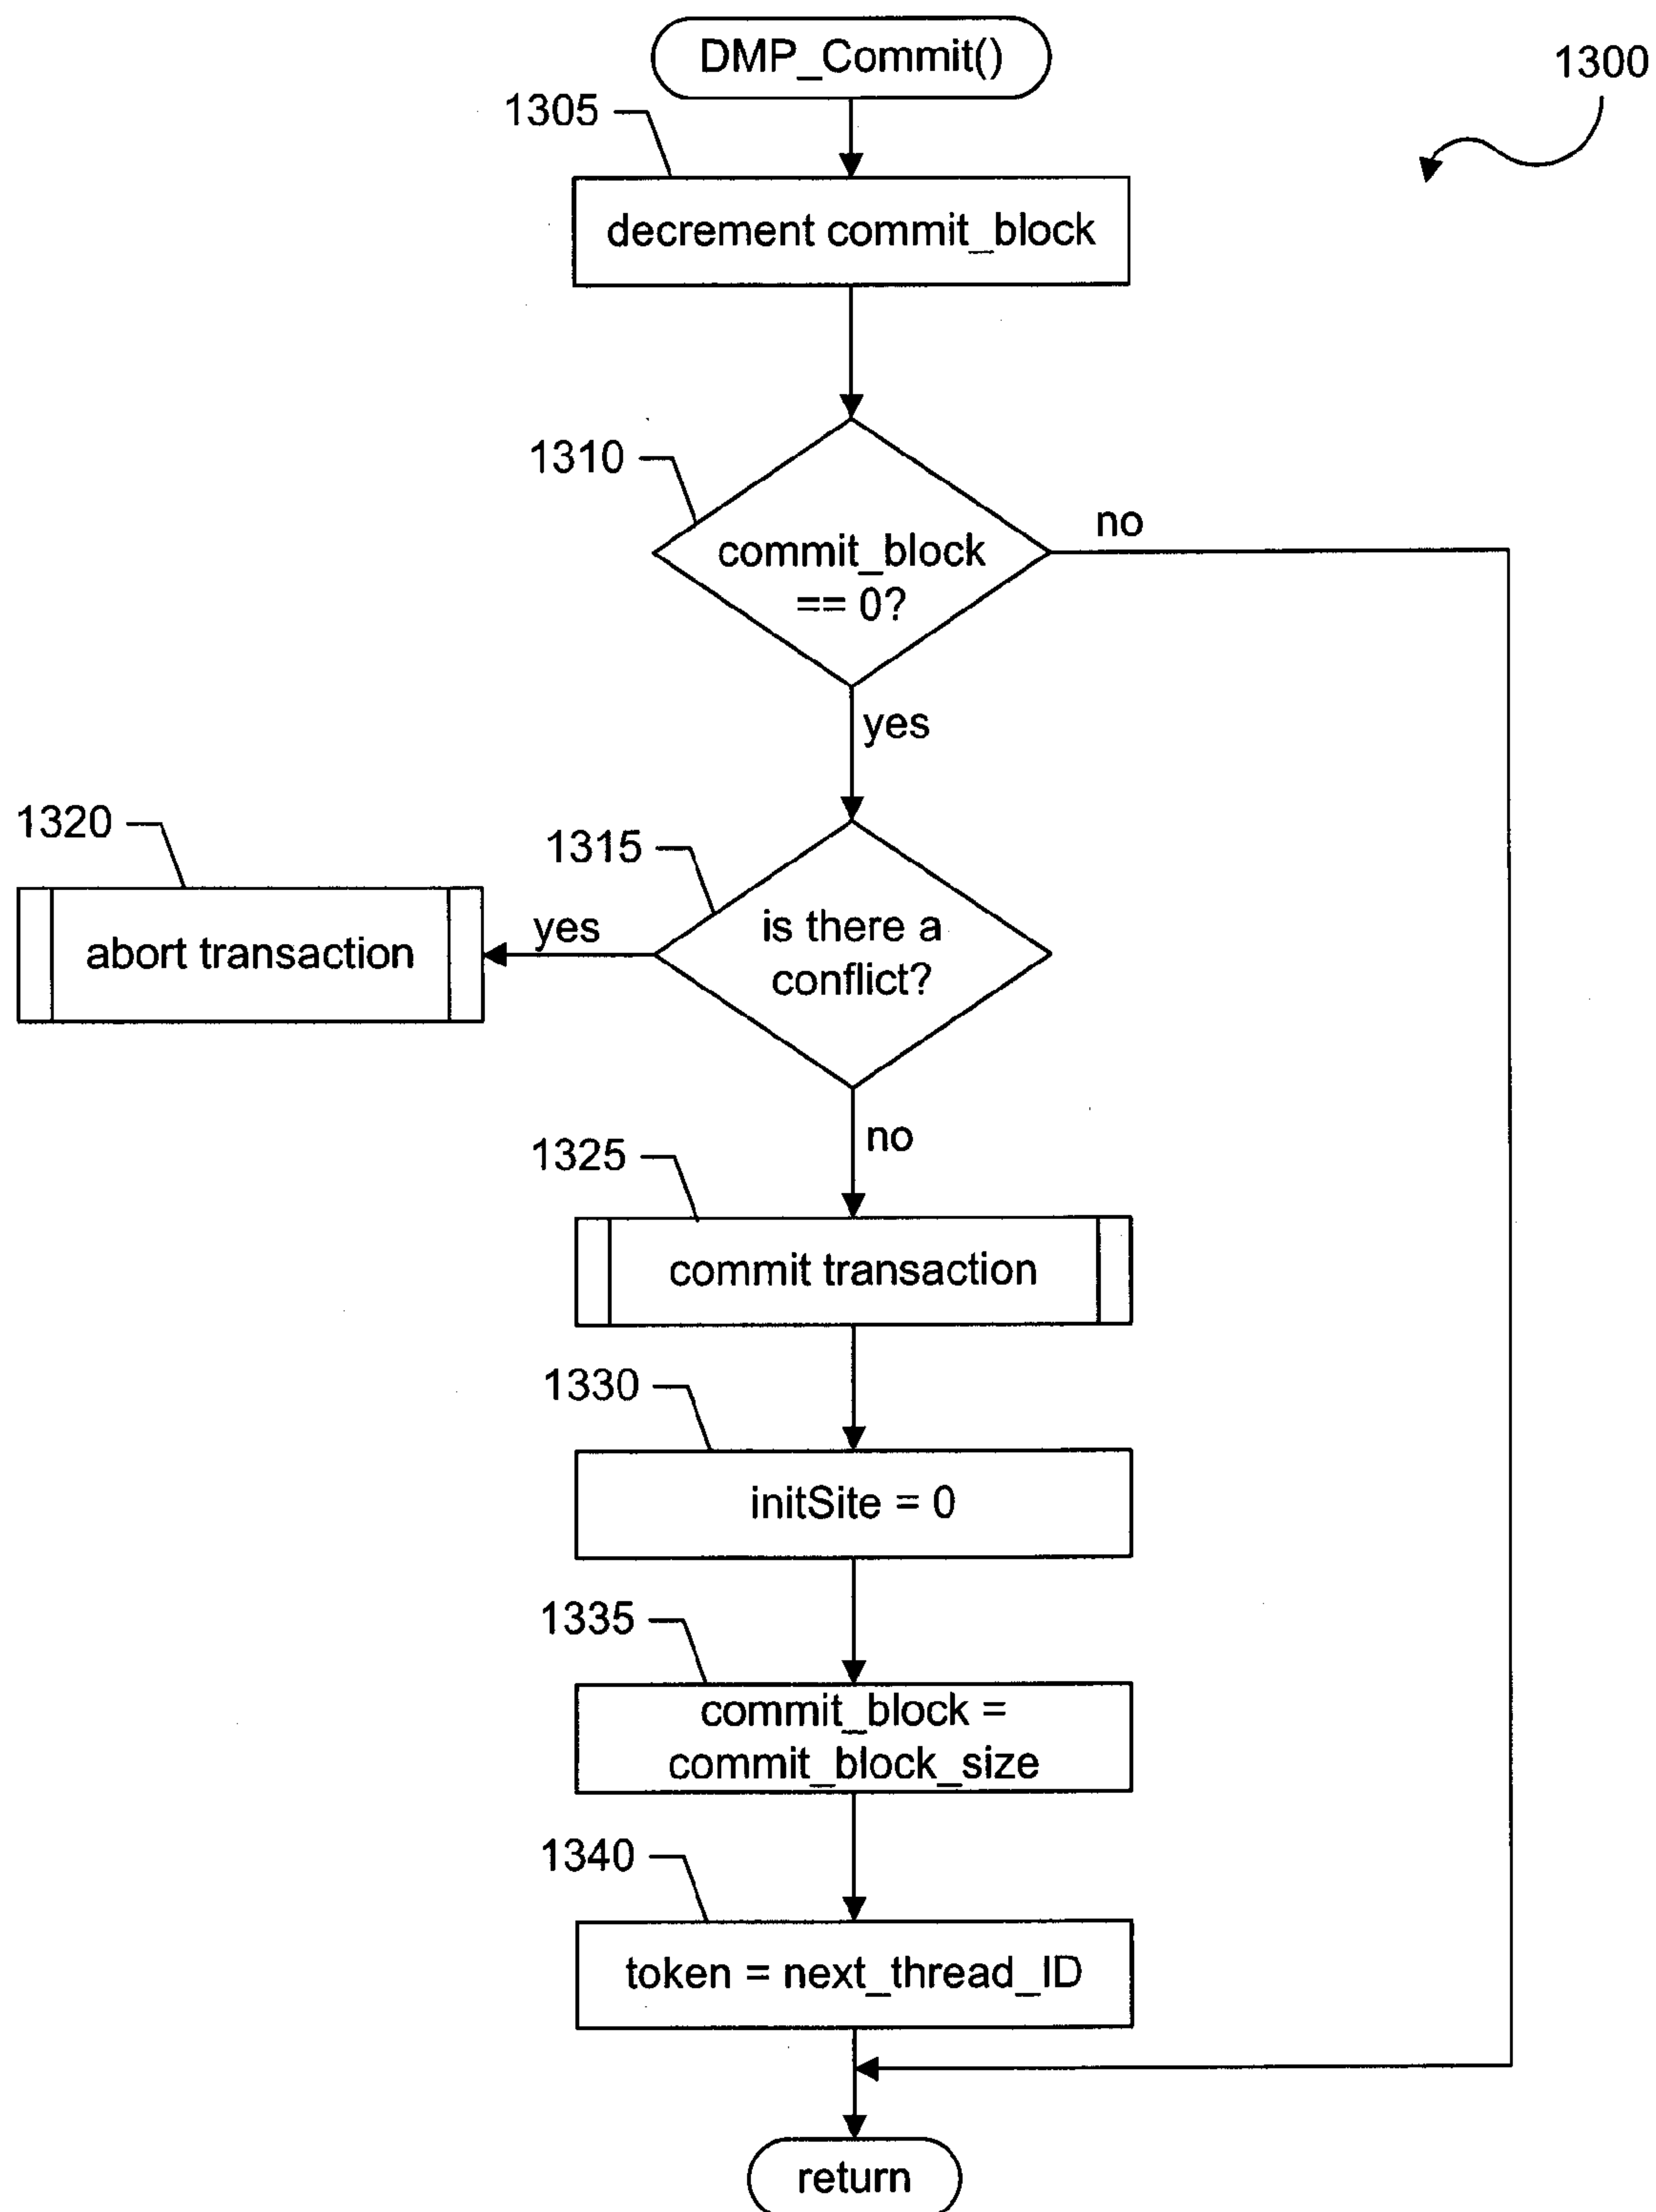 DMP_Commit()
1300
1305
decrement commit_block
1310
no
commit_block
== 0?
yes
1320
1315
abort transaction
yes
is there a
conflict?
no
1325
commit transaction
1330
initSite = 0
1335
commit_block =
commit_block_size
1340
token = next_thread_ID
return